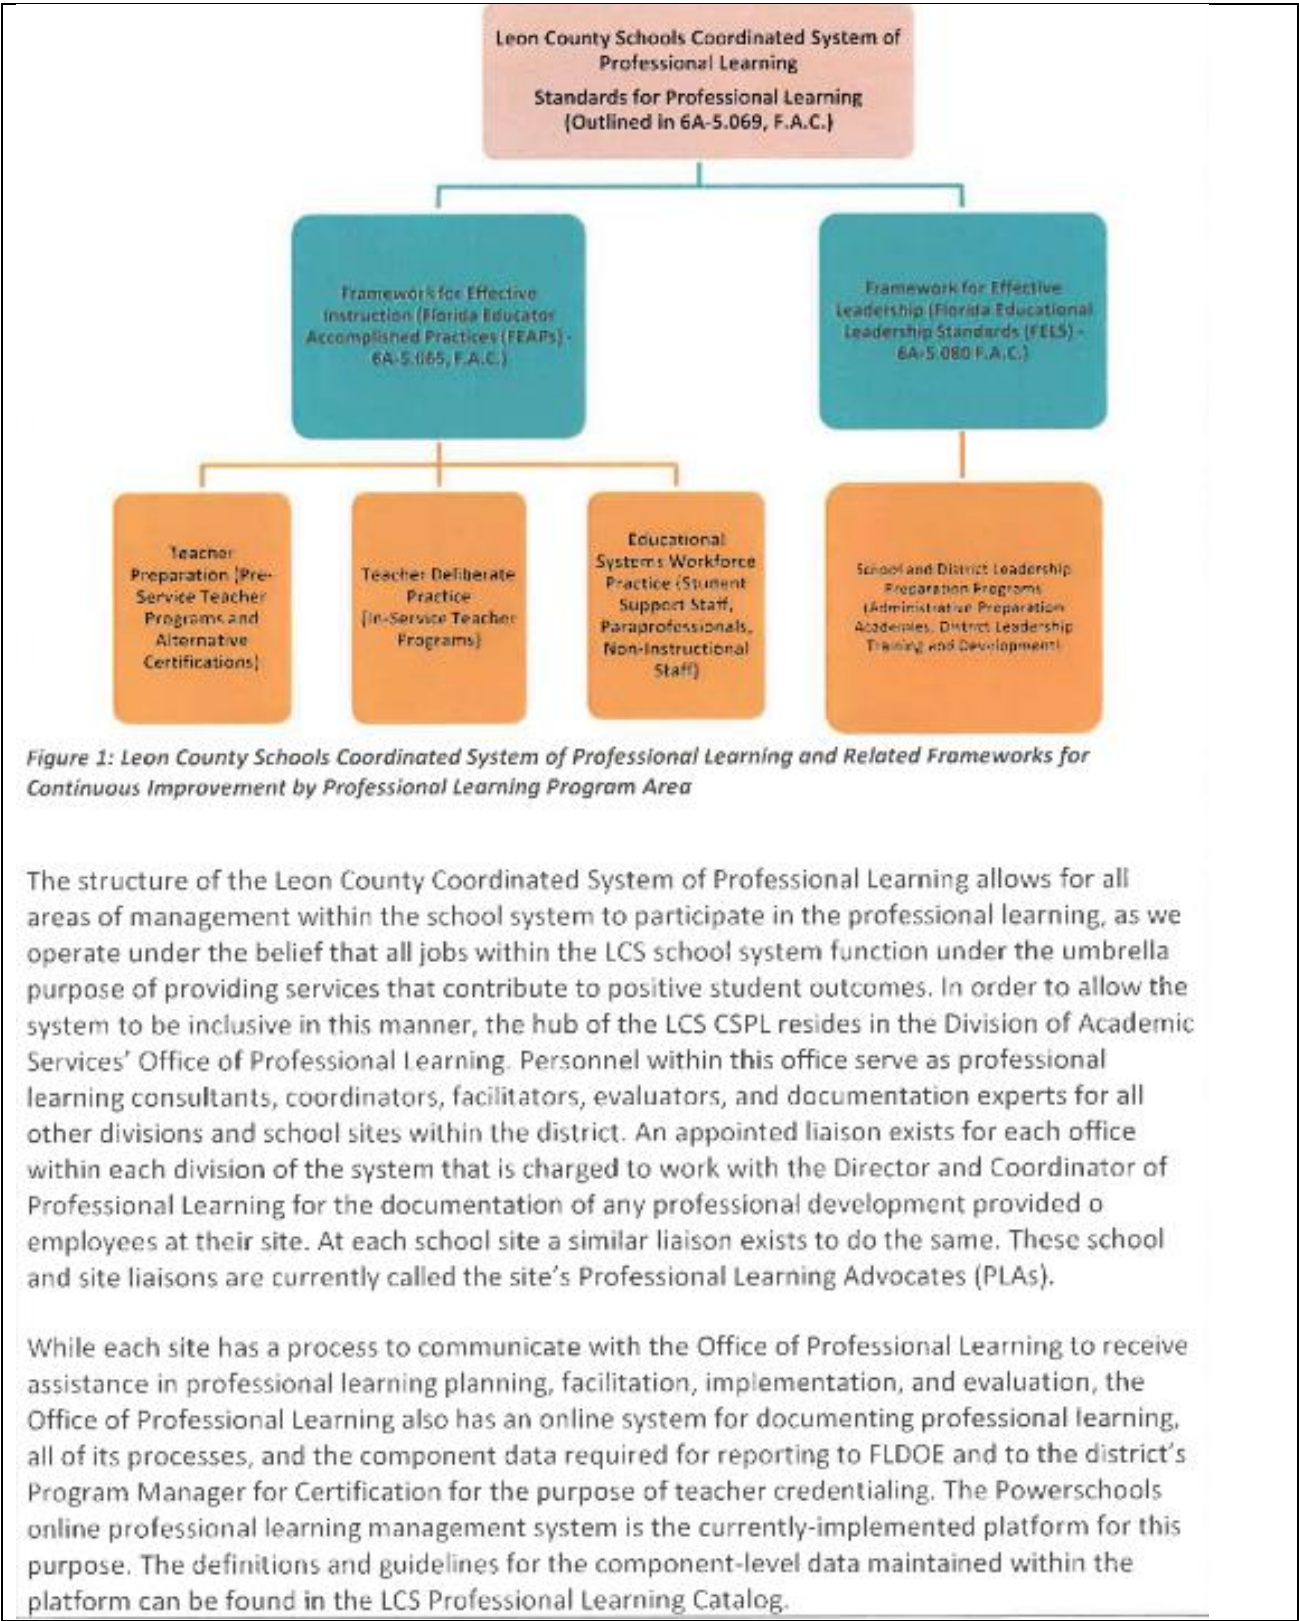 Leon County Schools Coordinated System of
Professional Learning
Standards for Professional Learning
(Outlined in 6A-5.069, F.A.C.)
Framework for Effective
Instruction (Florida Educator
Accomplished Practices (FEAPs) -
6A-5.065, F.A.C.)
Framework for Effective
Leadership (Florida Educational
Leadership Standards (FELS) -
6A-5.080 F.A.C.)
Teacher
Preparation (Pre-
Service Teacher
Programs and
Alternative
Certifications)
Teacher Deliberate
Practice
(In-Service Teacher
Programs)
Educational
Systems Workforce
Practice (Student
Support Staff,
Paraprofessionals,
Non-Instructional
Staff)
School and District Leadership
Preparation Programs
(Administrative Preparation
Academies, District Leadership
Training and Development)
Figure 1: Leon County Schools Coordinated System of Professional Learning and Related Frameworks for
Continuous Improvement by Professional Learning Program Area
The structure of the Leon County Coordinated System of Professional Learning allows for all
areas of management within the school system to participate in the professional learning, as we
operate under the belief that all jobs within the LCS school system function under the umbrella
purpose of providing services that contribute to positive student outcomes. In order to allow the
system to be inclusive in this manner, the hub of the LCS CSPL resides in the Division of Academic
Services' Office of Professional Learning. Personnel within this office serve as professional
learning consultants, coordinators, facilitators, evaluators, and documentation experts for all
other divisions and school sites within the district. An appointed liaison exists for each office
within each division of the system that is charged to work with the Director and Coordinator of
Professional Learning for the documentation of any professional development provided o
employees at their site. At each school site a similar liaison exists to do the same. These school
and site liaisons are currently called the site's Professional Learning Advocates (PLAs).
While each site has a process to communicate with the Office of Professional Learning to receive
assistance in professional learning planning, facilitation, implementation, and evaluation, the
Office of Professional Learning also has an online system for documenting professional learning,
all of its processes, and the component data required for reporting to FLDOE and to the district's
Program Manager for Certification for the purpose of teacher credentialing. The Powerschools
online professional learning management system is the currently-implemented platform for this
purpose. The definitions and guidelines for the component-level data maintained within the
platform can be found in the LCS Professional Learning Catalog.